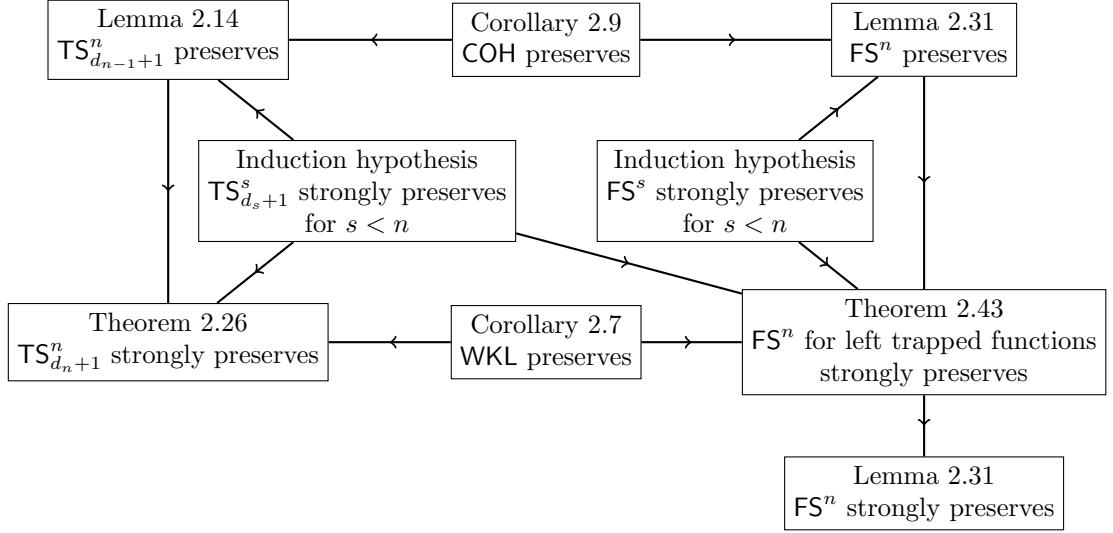 Lemma 2.14
TS^n_{d_{n−1}+1} preserves
Corollary 2.9
COH preserves
Lemma 2.31
FS^n preserves
Induction hypothesis
TS^s_{d_s+1} strongly preserves
for s < n
Induction hypothesis
FS^s strongly preserves
for s < n
Theorem 2.26
TS^n_{d_n+1} strongly preserves
Corollary 2.7
WKL preserves
Theorem 2.43
FS^n for left trapped functions
strongly preserves
Lemma 2.31
FS^n strongly preserves